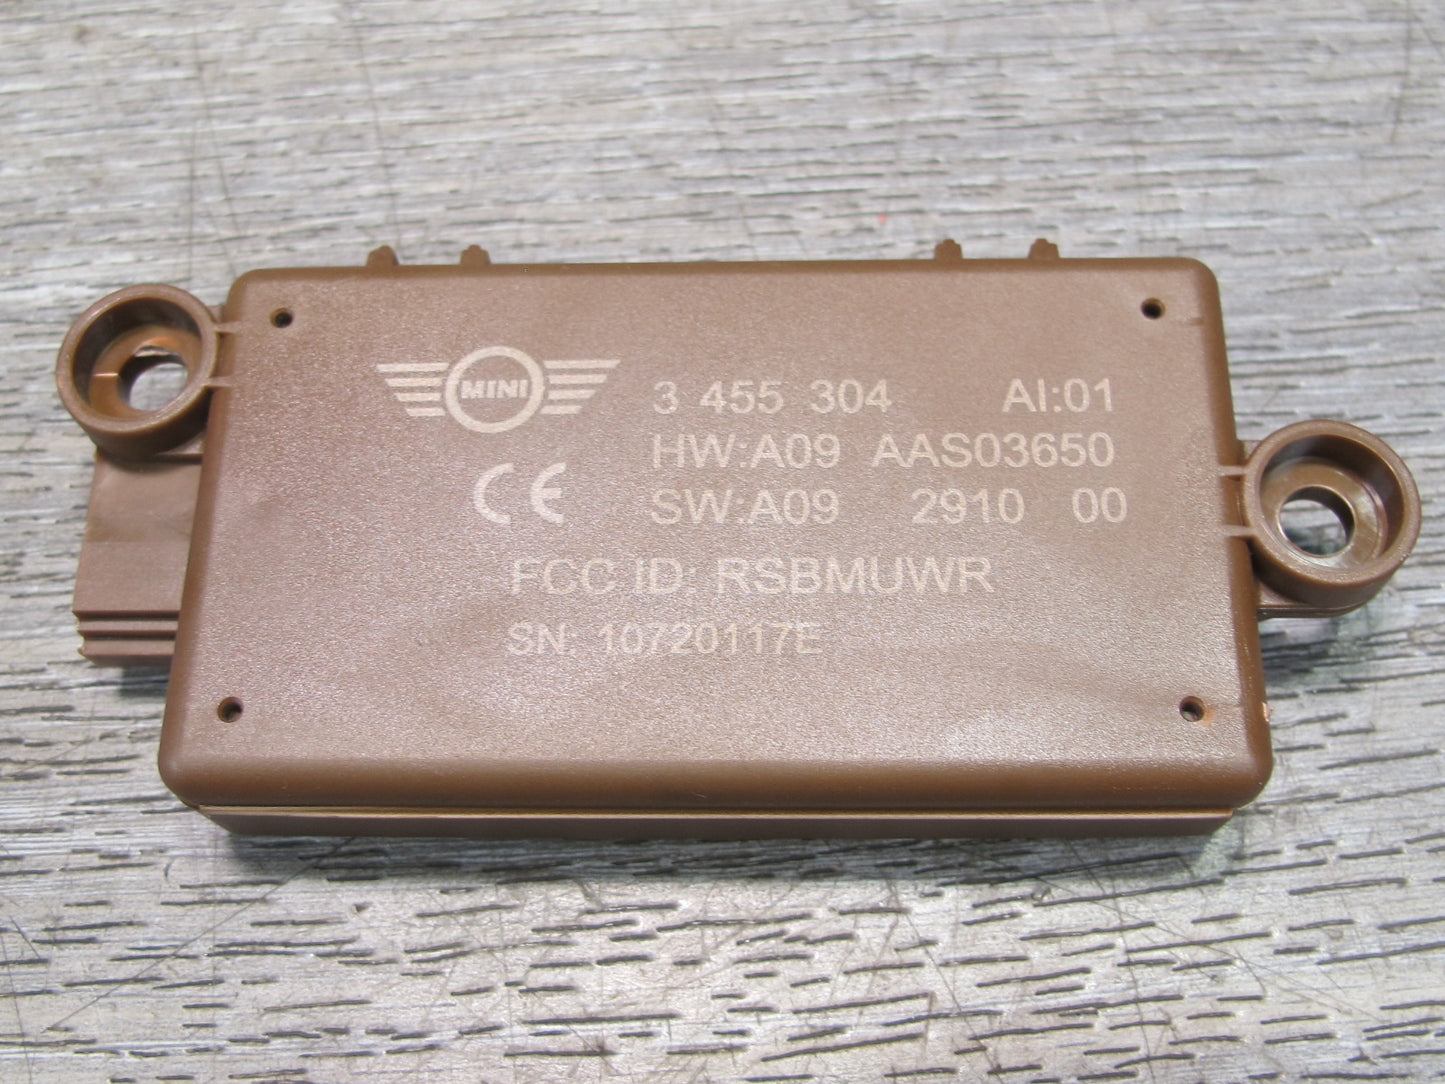 MINI
3 455 304 AI:01
HW:A09 AAS03650
CE
SW:A09 2910 00
FCC ID: RSBMUWR
SN: 10720117E